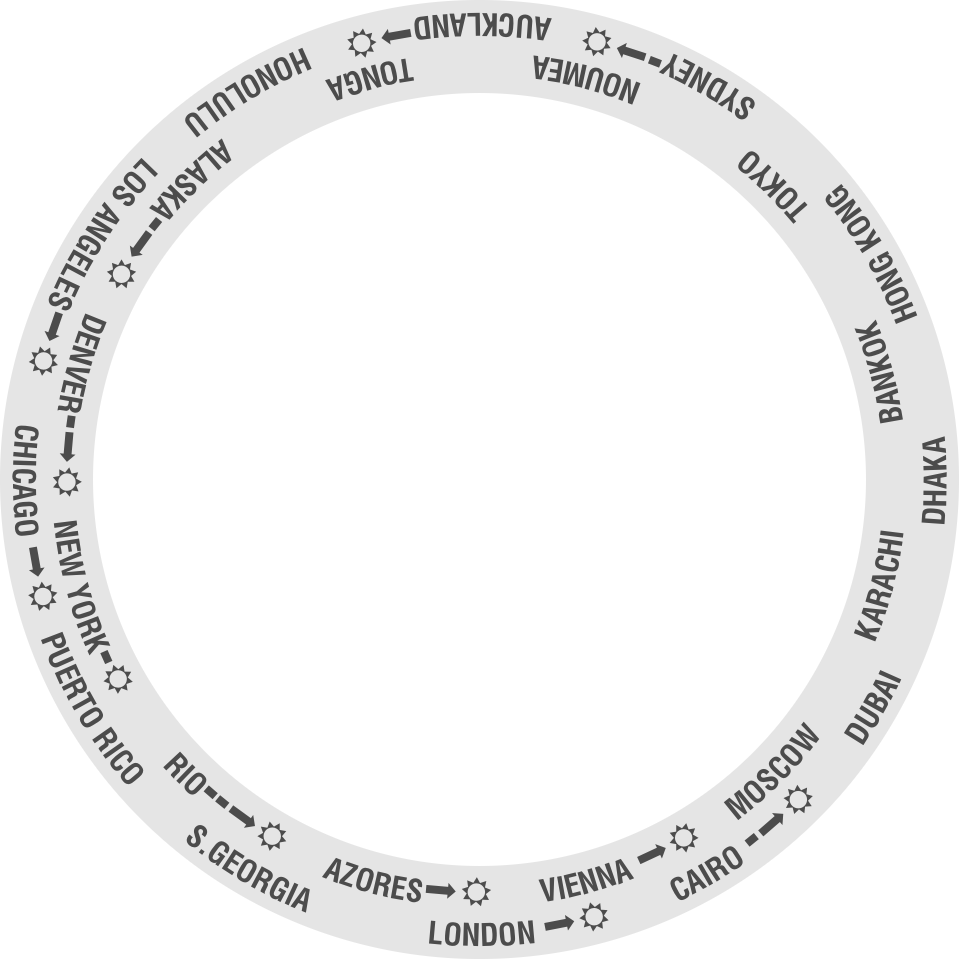 AUCKLAND
NOUMEA
SYDNEY
TOKYO
HONG KONG
BANKOK
DHAKA
KARACHI
DUBAI
MOSCOW
CAIRO
VIENNA
LONDON
AZORES
S.GEORGIA
RIO
PUERTO RICO
NEW YORK
CHICAGO
DENVER
LOS ANGELES
ALASKA
HONOLULU
TONGA